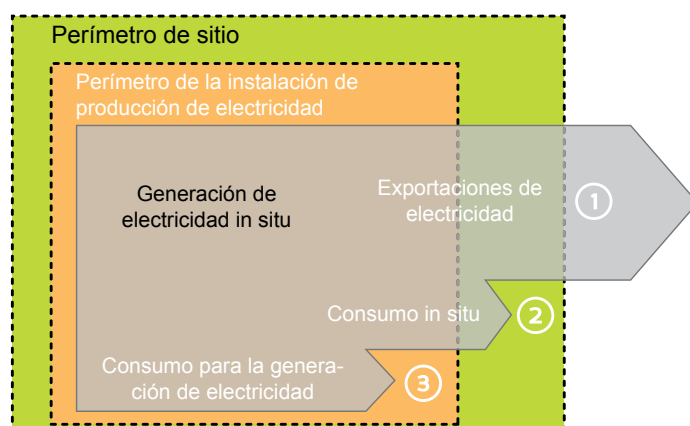 Perímetro de sitio
Perímetro de la instalación de
producción de electricidad
Generación de
electricidad in situ
Exportaciones de
electricidad
1
Consumo in situ
2
Consumo para la genera-
ción de electricidad
3